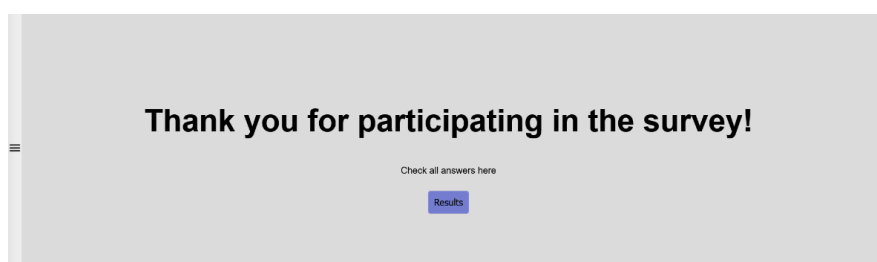 Thank you for participating in the survey!
Check all answers here
Results